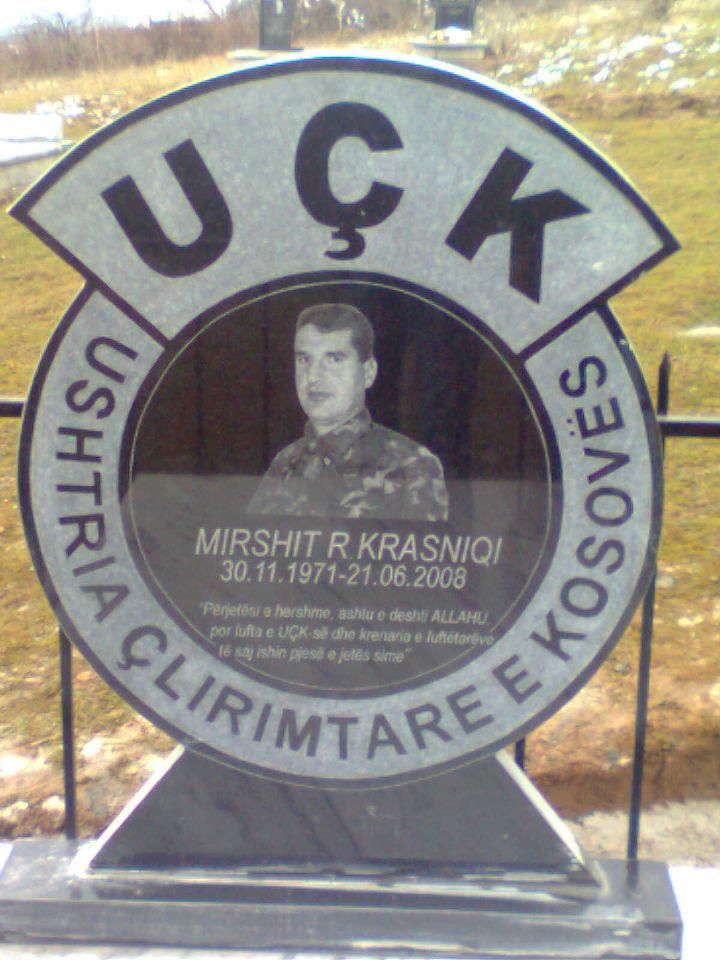 UÇK
USHTRIA ÇLIRIMTARE E KOSOVËS
MIRSHIT R KRASNIQI
30.11.1971-21.06.2008
"Përjetësi e hershme, ashtu e deshti ALLAHU,
por lufta e UÇK-së dhe krenaria e luftëtarëve
të saj ishin pjesë e jetës sime"